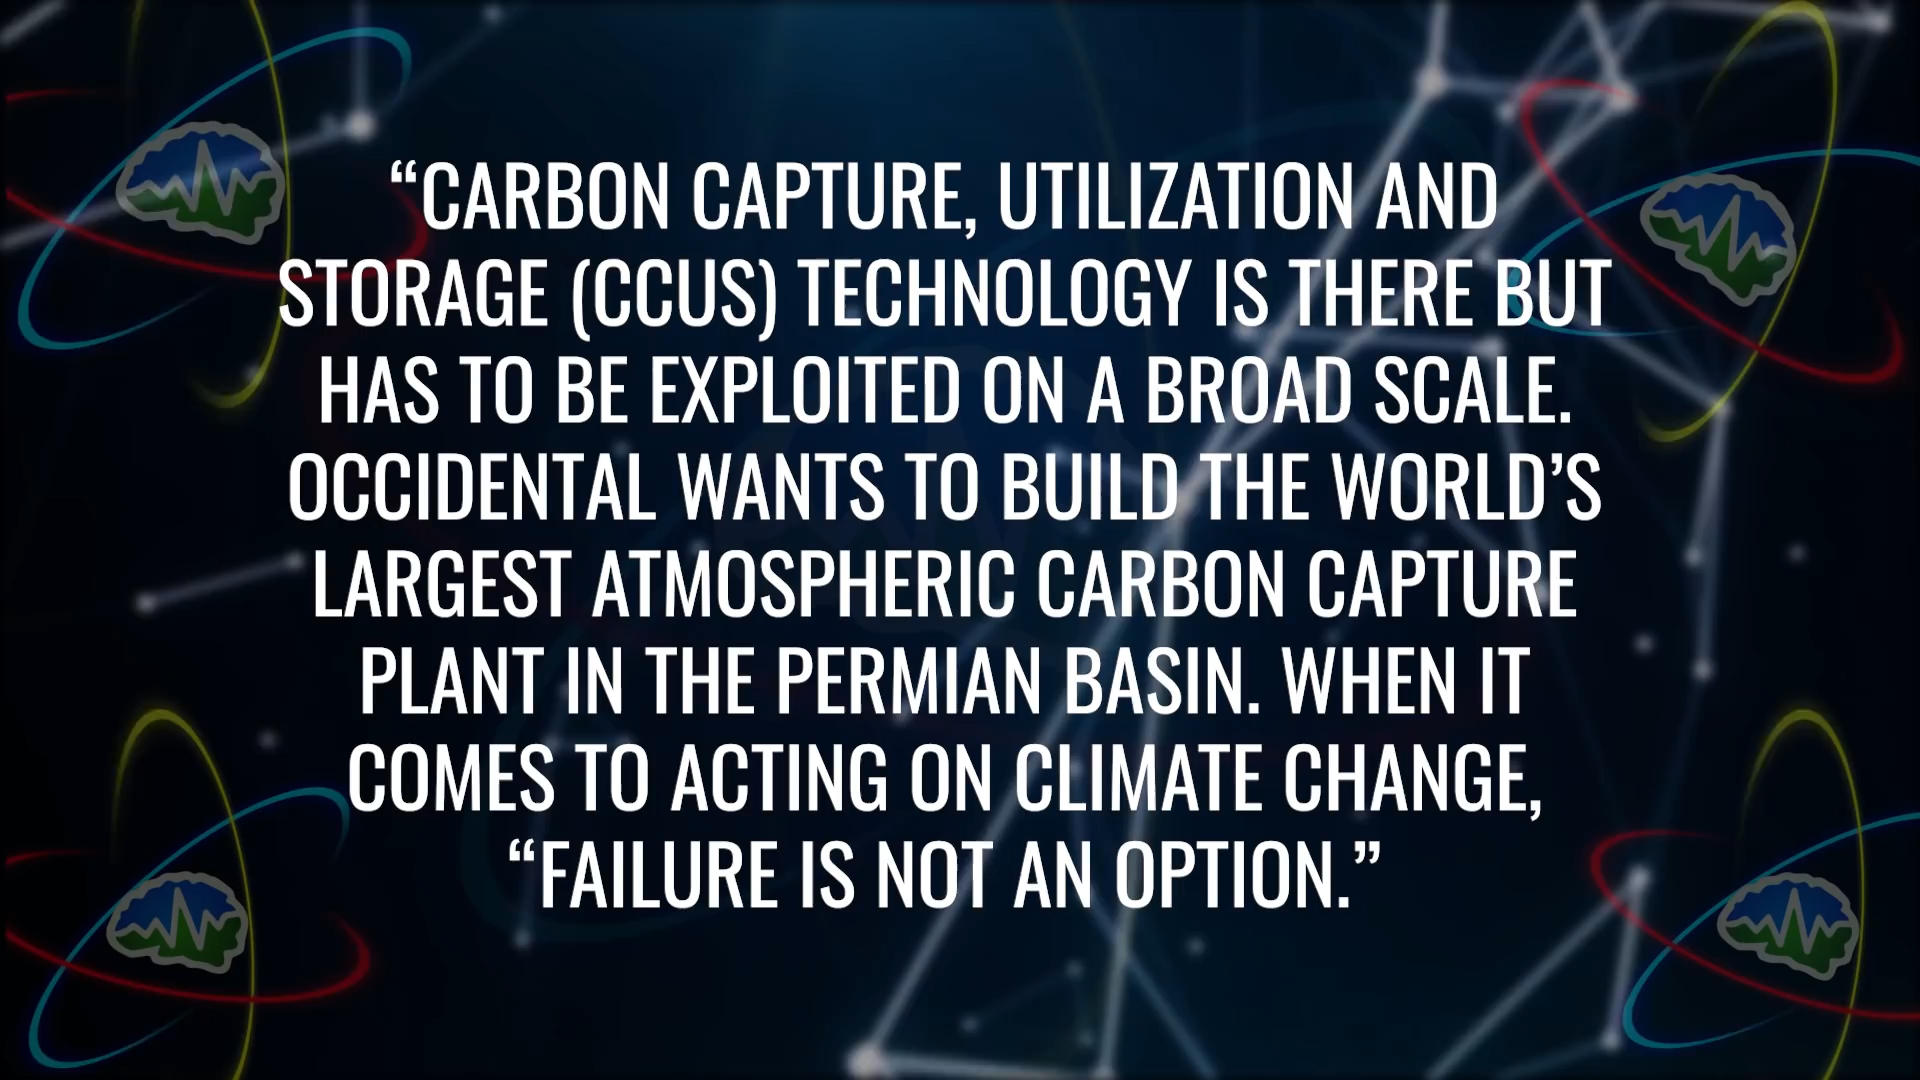 “CARBON CAPTURE, UTILIZATION AND
STORAGE (CCUS) TECHNOLOGY IS THERE BUT
HAS TO BE EXPLOITED ON A BROAD SCALE.
OCCIDENTAL WANTS TO BUILD THE WORLD’S
LARGEST ATMOSPHERIC CARBON CAPTURE
PLANT IN THE PERMIAN BASIN. WHEN IT
COMES TO ACTING ON CLIMATE CHANGE,
“FAILURE IS NOT AN OPTION.”